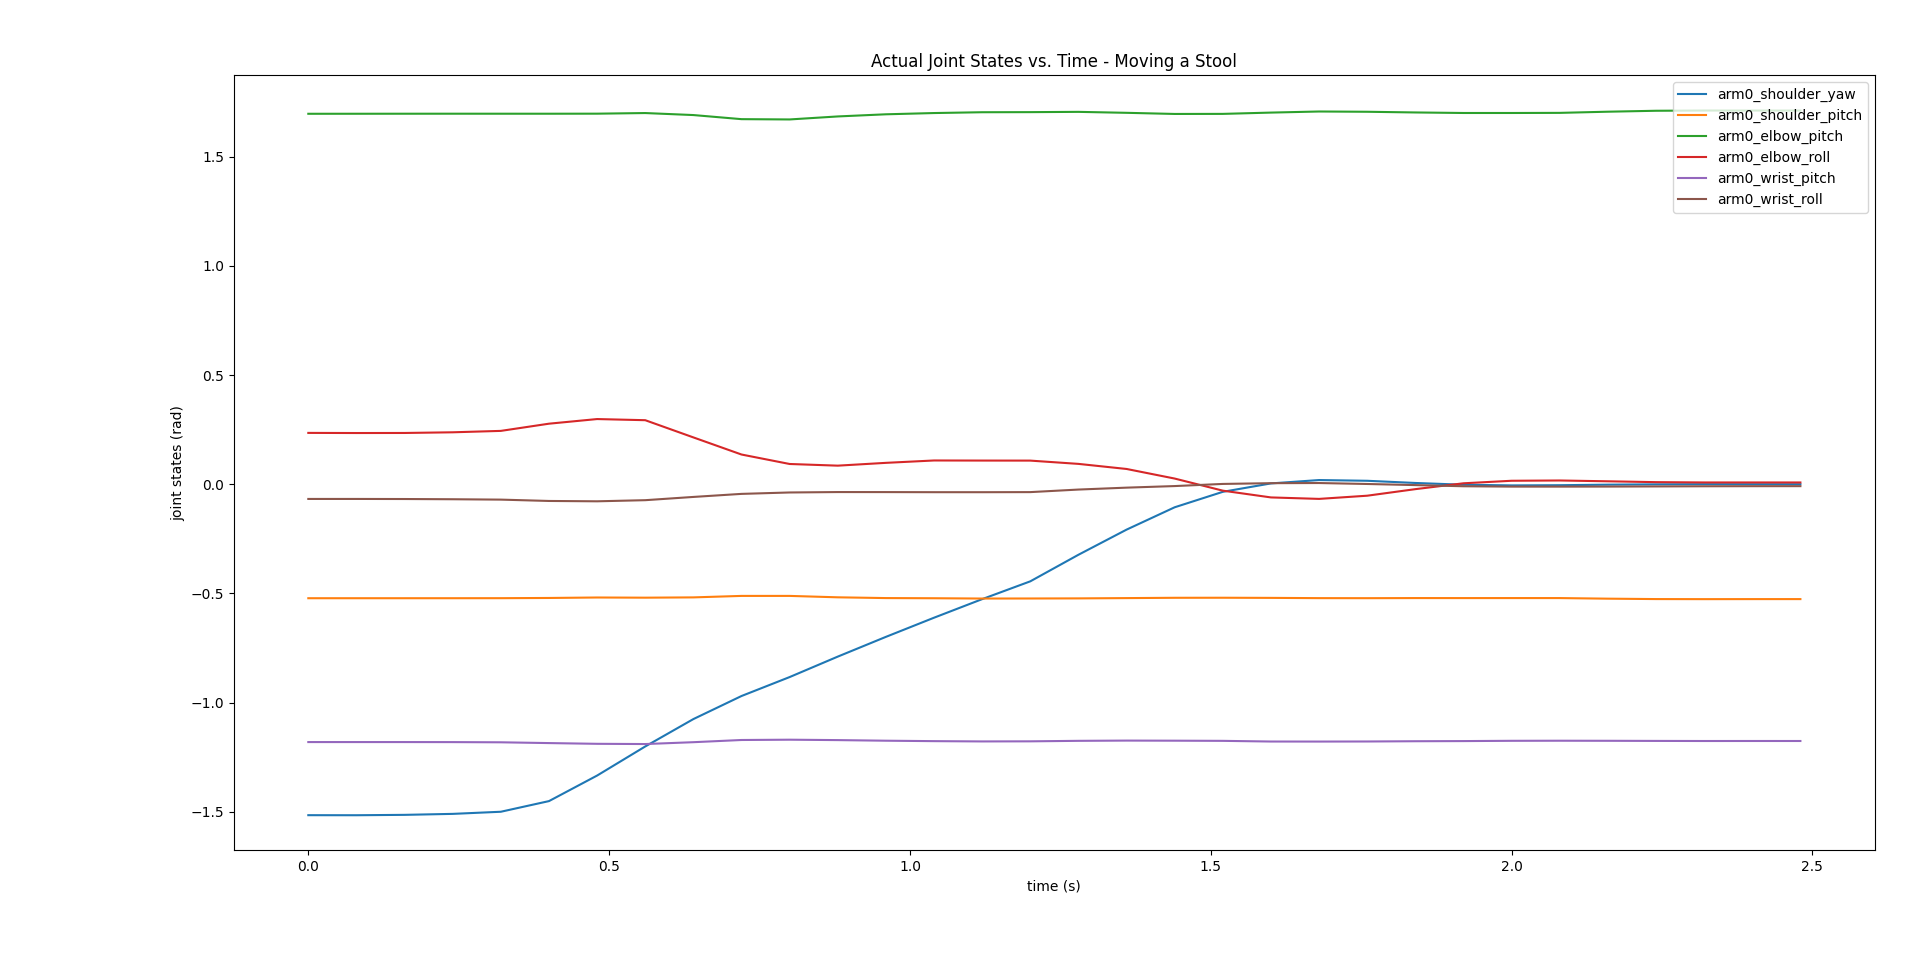 Actual Joint States vs. Time - Moving a Stool
arm0_shoulder_yaw
arm0_shoulder_pitch
arm0_elbow_pitch
arm0_elbow_roll
arm0_wrist_pitch
arm0_wrist_roll
joint states (rad)
1.5
1.0
0.5
0.0
−0.5
−1.0
−1.5
0.0 0.5 1.0 1.5 2.0 2.5
time (s)